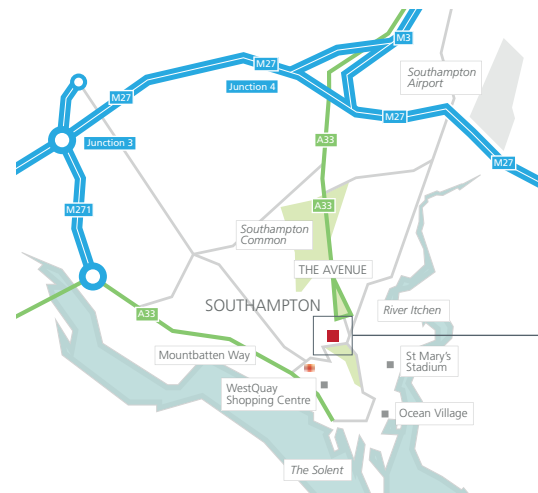 M3
M27
Junction 4
Southampton
Airport
M27
M27
A33
Junction 3
M27
M271
A33
Southampton
Common
THE AVENUE
SOUTHAMPTON
River Itchen
A33
Mountbatten Way
St Mary's
Stadium
WestQuay
Shopping Centre
Ocean Village
The Solent